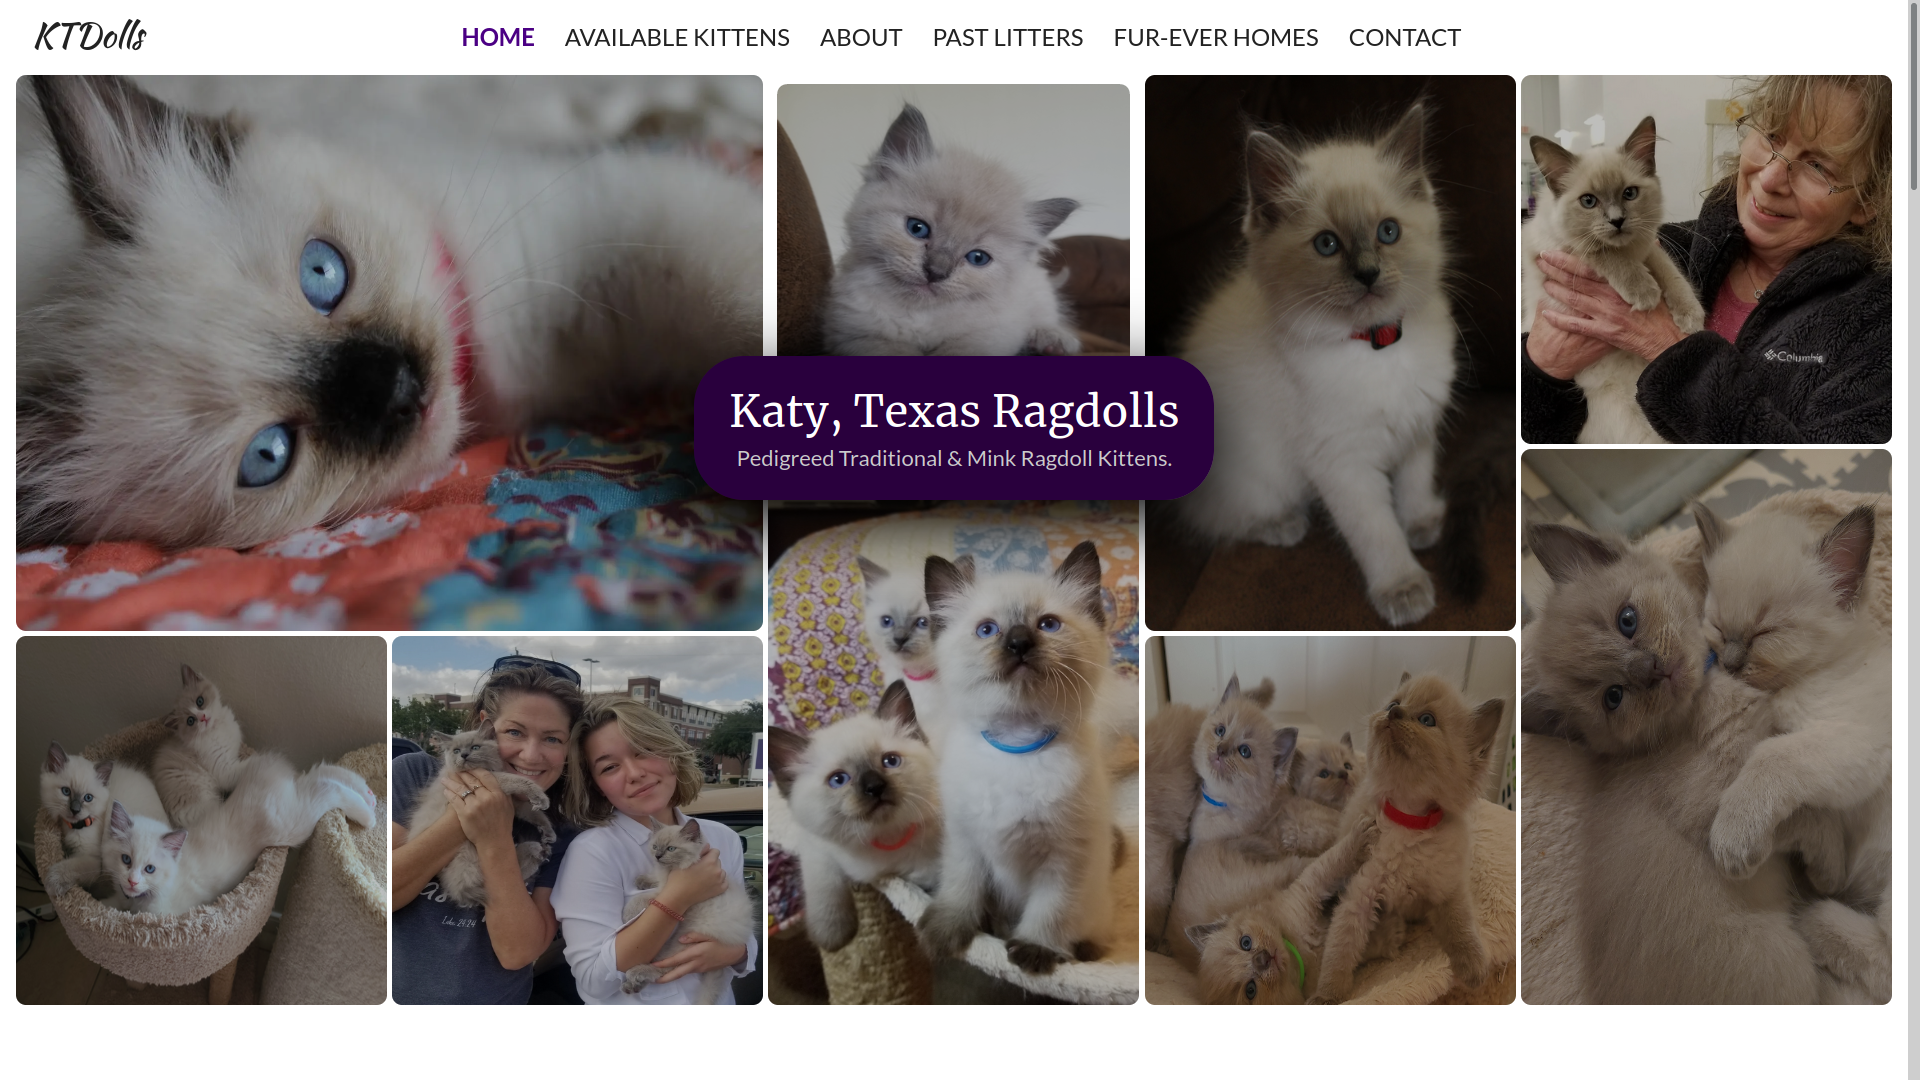 KTDolls
HOME AVAILABLE KITTENS ABOUT PAST LITTERS FUR-EVER HOMES CONTACT
Columbia
Katy, Texas Ragdolls
Pedigreed Traditional & Mink Ragdoll Kittens.